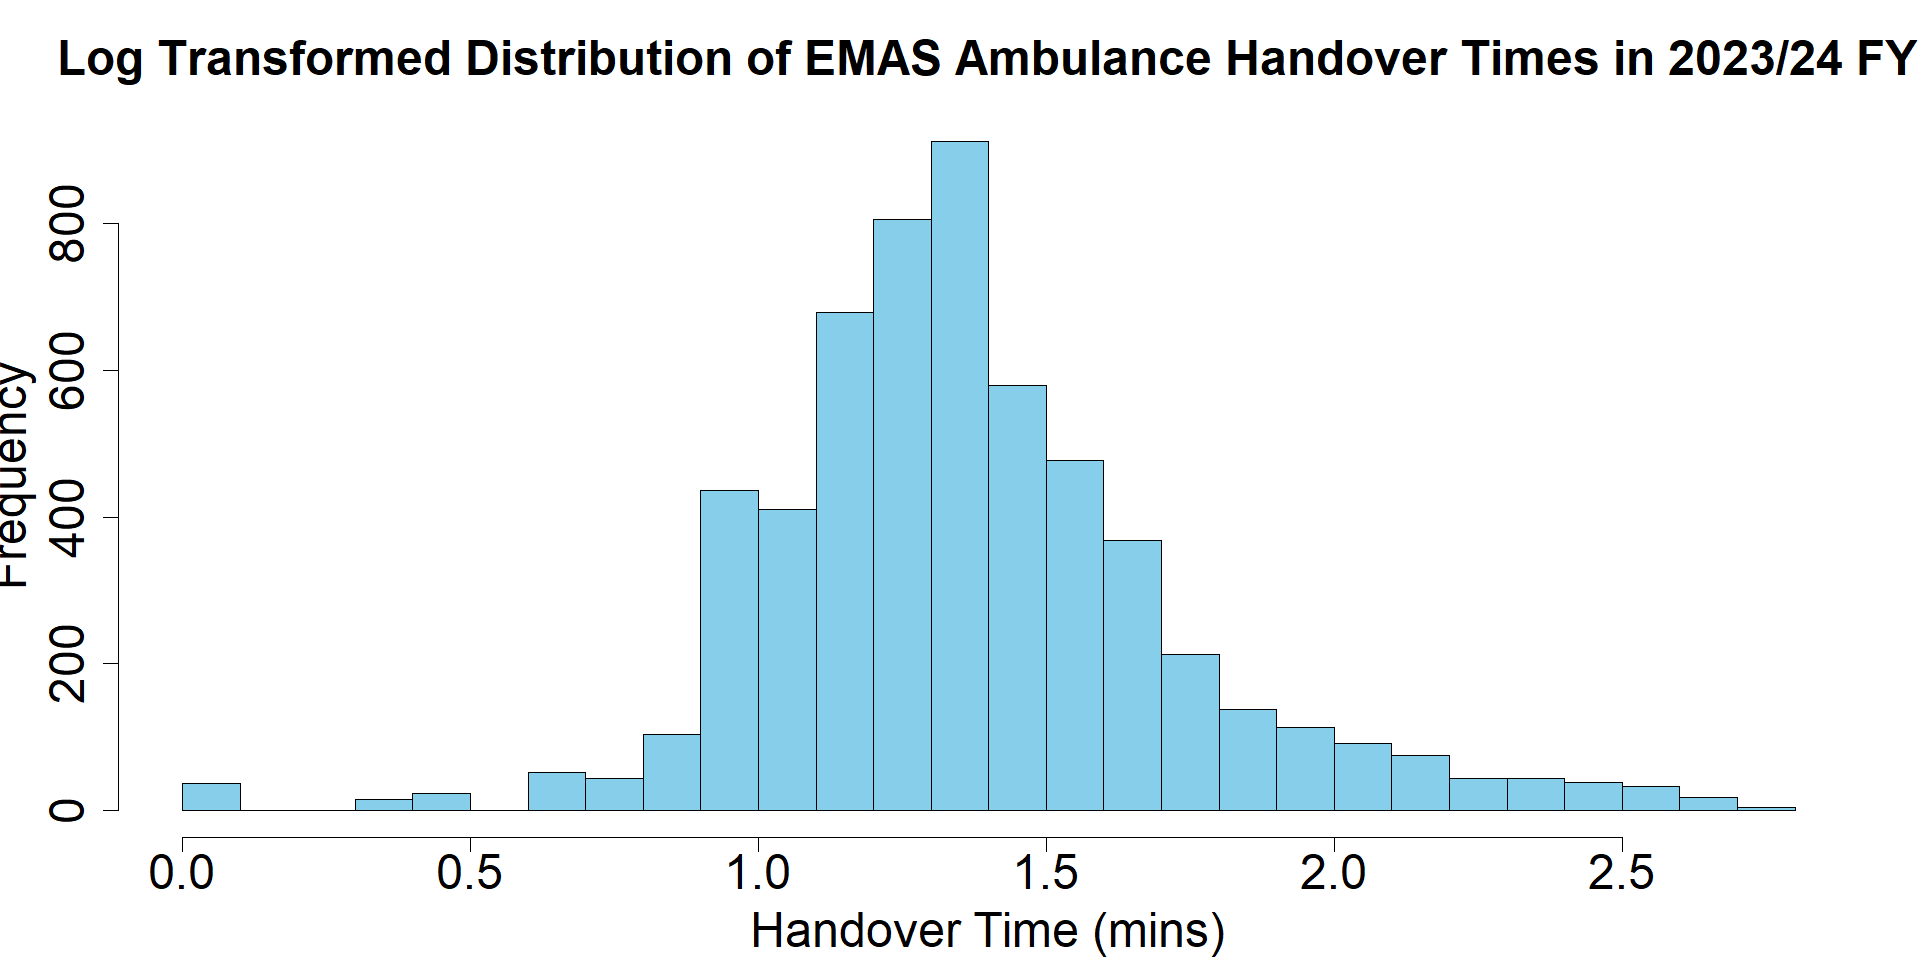 Log Transformed Distribution of EMAS Ambulance Handover Times in 2023/24 FY
Frequency
800
600
400
200
0
0.0 0.5 1.0 1.5 2.0 2.5
Handover Time (mins)